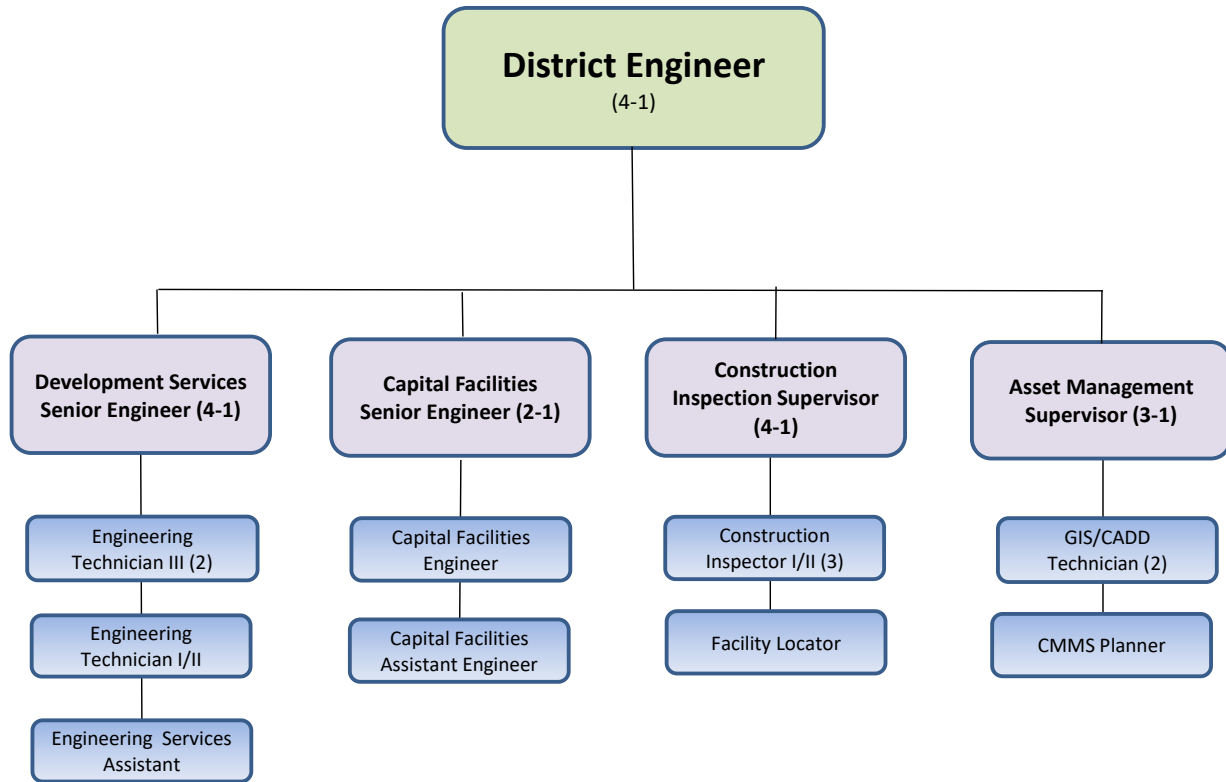 District Engineer
(4-1)
Development Services
Senior Engineer (4-1)
Capital Facilities
Senior Engineer (2-1)
Construction
Inspection Supervisor
(4-1)
Asset Management
Supervisor (3-1)
Engineering
Technician III (2)
Capital Facilities
Engineer
Construction
Inspector I/II (3)
GIS/CADD
Technician (2)
Engineering
Technician I/II
Capital Facilities
Assistant Engineer
Facility Locator
CMMS Planner
Engineering Services
Assistant